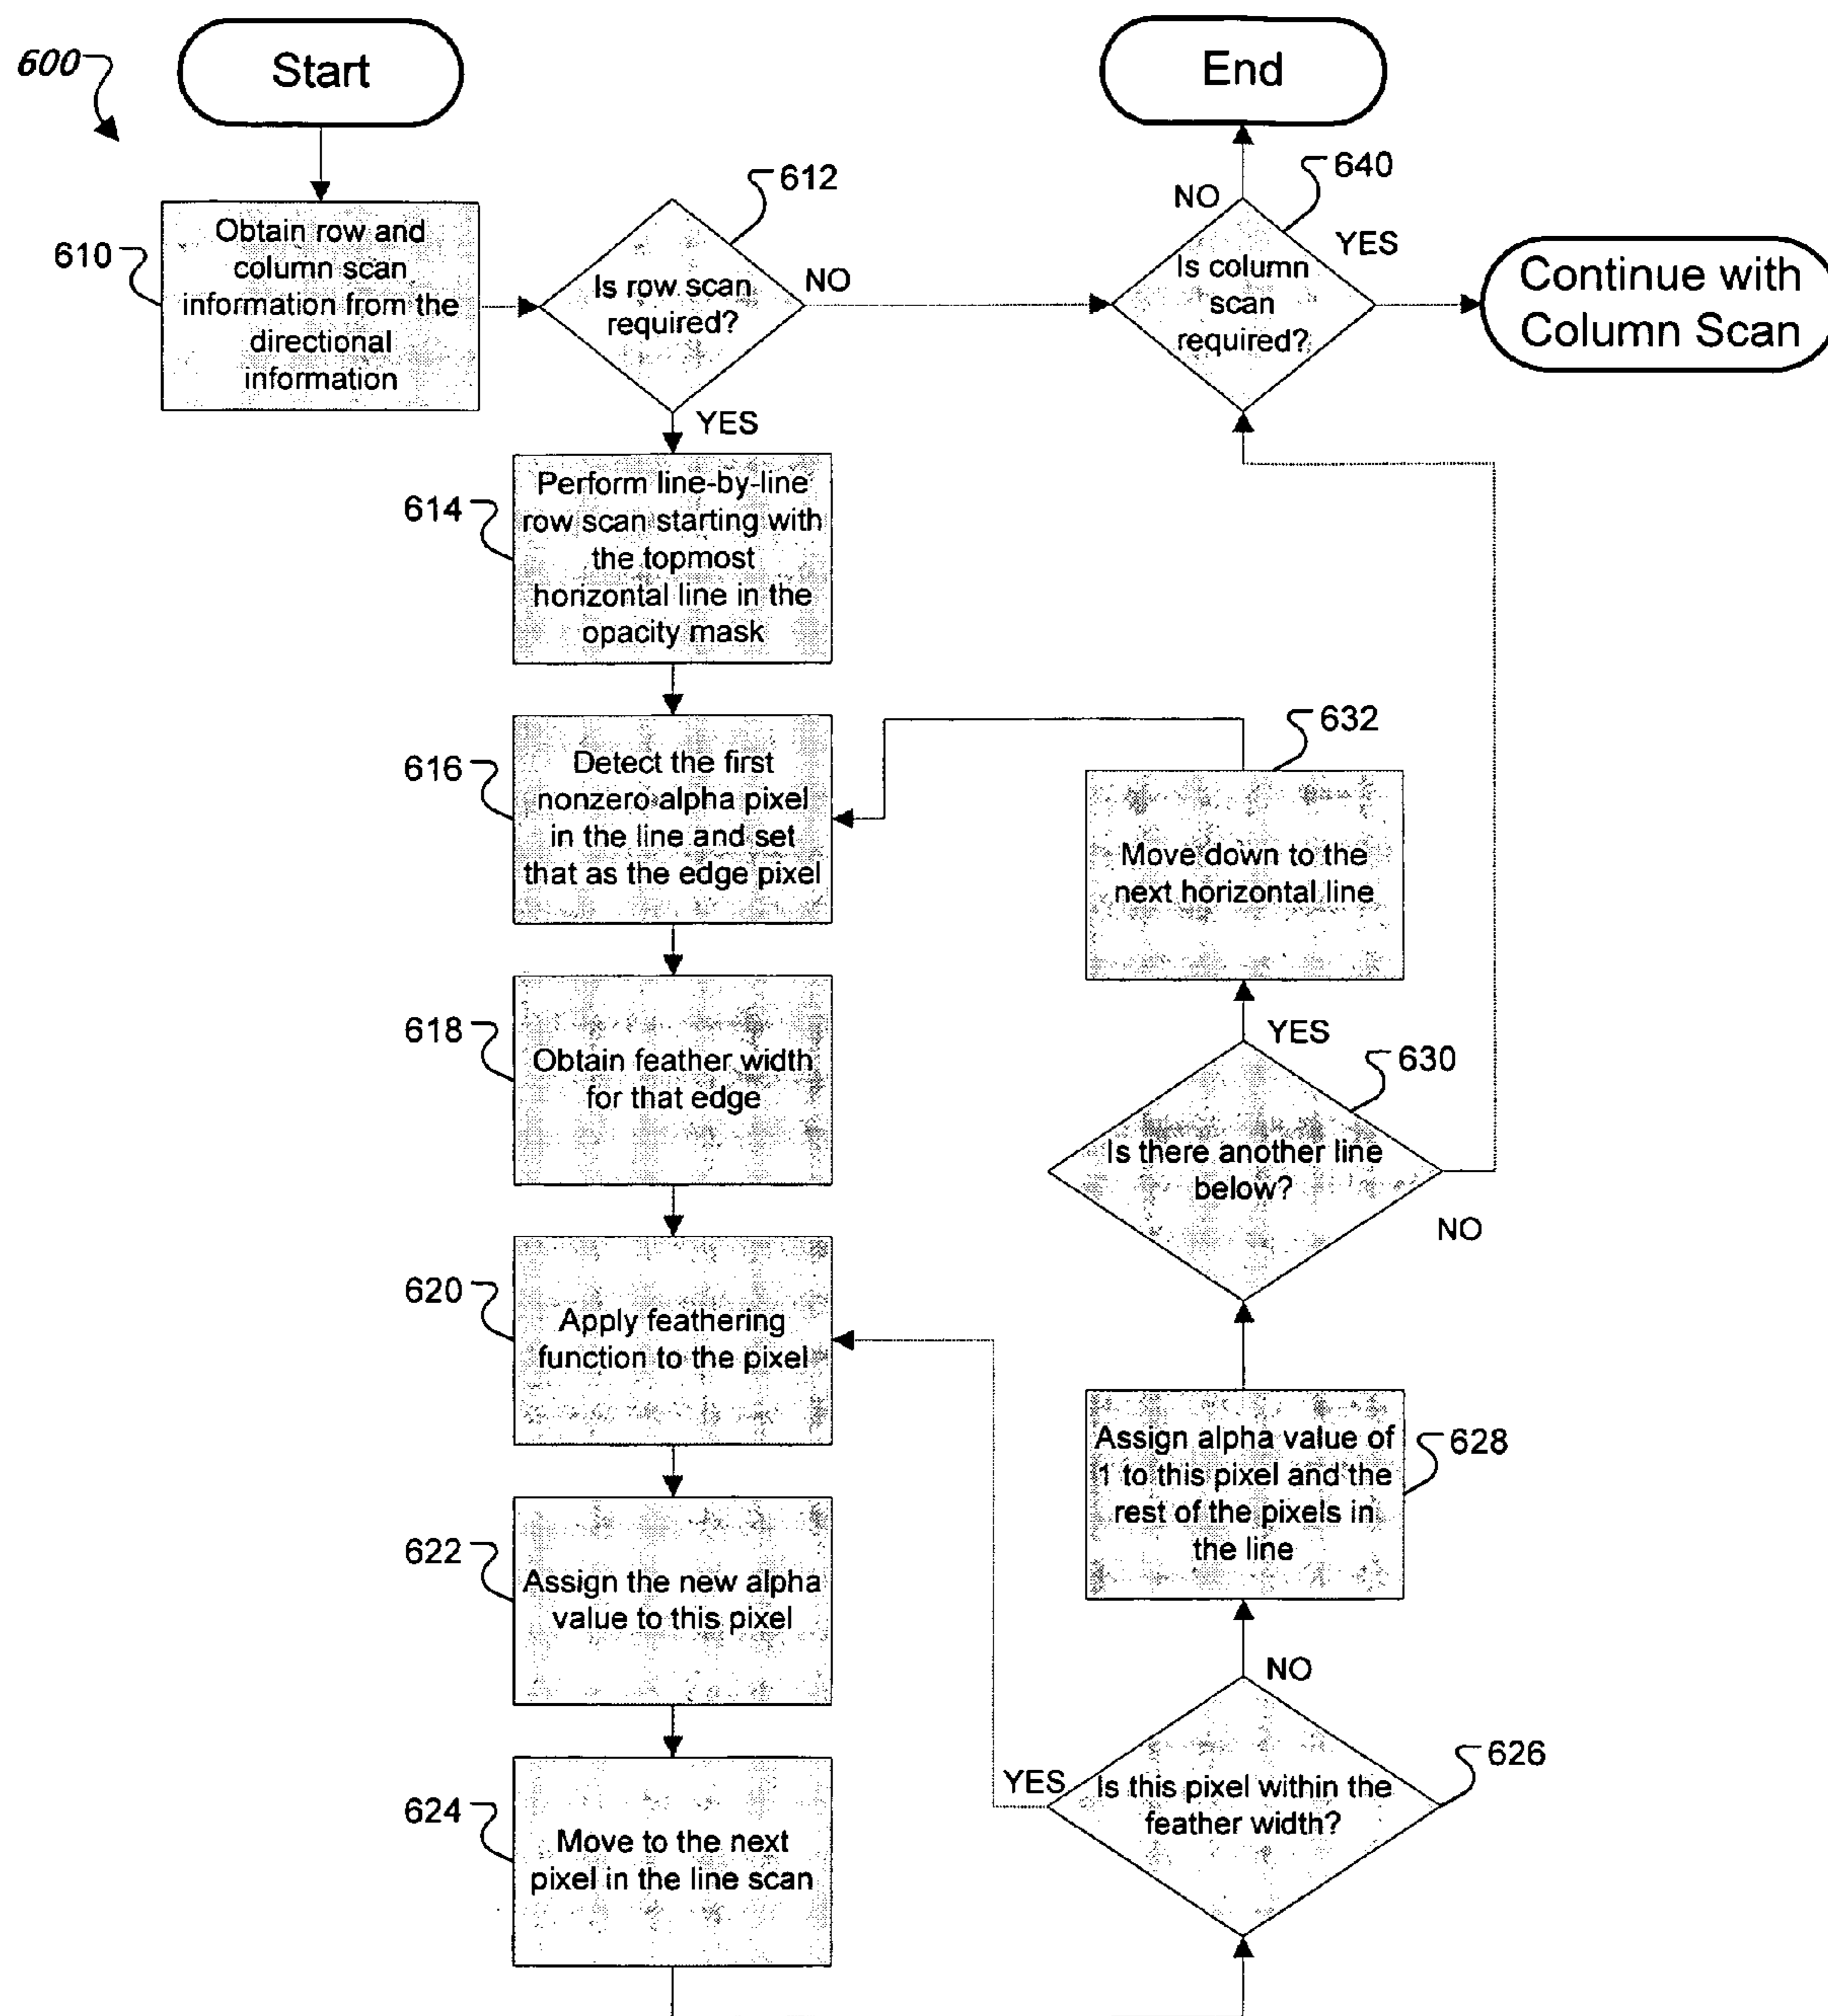 600
Start
End
610
Obtain row and
column scan
information from the
directional
information
612
Is row scan
required?
NO
YES
640
Is column
scan
required?
NO
YES
Continue with
Column Scan
614
Perform line-by-line
row scan starting with
the topmost
horizontal line in the
opacity mask
616
Detect the first
nonzero alpha pixel
in the line and set
that as the edge pixel
632
Move down to the
next horizontal line
618
Obtain feather width
for that edge
YES
630
Is there another line
below?
NO
620
Apply feathering
function to the pixel
628
Assign alpha value of
1 to this pixel and the
rest of the pixels in
the line
622
Assign the new alpha
value to this pixel
NO
626
YES
Is this pixel within the
feather width?
624
Move to the next
pixel in the line scan